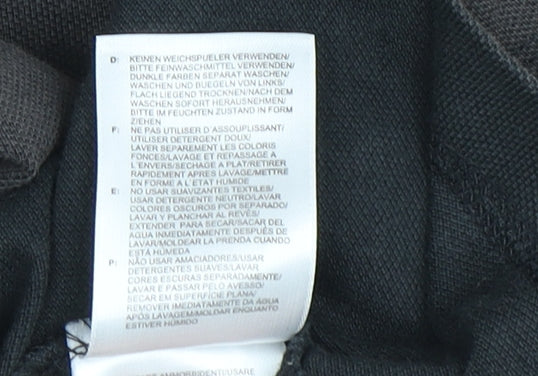 D: KEINEN WEICHSPUELER VERWENDEN/
BITTE FEINWASCHMITTEL VERWENDEN/
DUNKLE FARBEN SEPARAT WASCHEN/
WASCHEN UND BUEGELN VON LINKS/
FLACH LIEGEND TROCKNEN/NACH DEM
WASCHEN SOFORT HERAUSNEHMEN/
BITTE IM FEUCHTEN ZUSTAND IN FORM
ZIEHEN
F: NE PAS UTILISER D'ASSOUPLISSANT/
UTILISER DETERGENT DOUX/
LAVER SEPAREMENT LES COLORIS
FONCES/LAVAGE ET REPASSAGE A
L'ENVERS/SECHAGE A PLAT/RETIRER
RAPIDEMENT APRES LAVAGE/METTRE
EN FORME A L'ETAT HUMIDE
E: NO USAR SUAVIZANTES TEXTILES/
USAR DETERGENTE NEUTRO/LAVAR
COLORES OSCUROS POR SEPARADO/
LAVAR Y PLANCHAR AL REVÉS/
EXTENDER PARA SECAR/SACAR DEL
AGUA INMEDIATAMENTE DESPUÉS DE
LAVAR/MOLDEAR LA PRENDA CUANDO
ESTÁ HÚMEDA
P: NÃO USAR AMACIADORES/USAR
DETERGENTES SUAVES/LAVAR
CORES ESCURAS SEPARADAMENTE/
LAVAR E PASSAR PELO AVESSO/
SECAR EM SUPERFÍCIE PLANA/
REMOVER IMEDIATAMENTE DA ÁGUA
APÓS LAVAGEM/MOLDAR ENQUANTO
ESTIVER HÚMIDO
AMMORBIDENTI/USARE